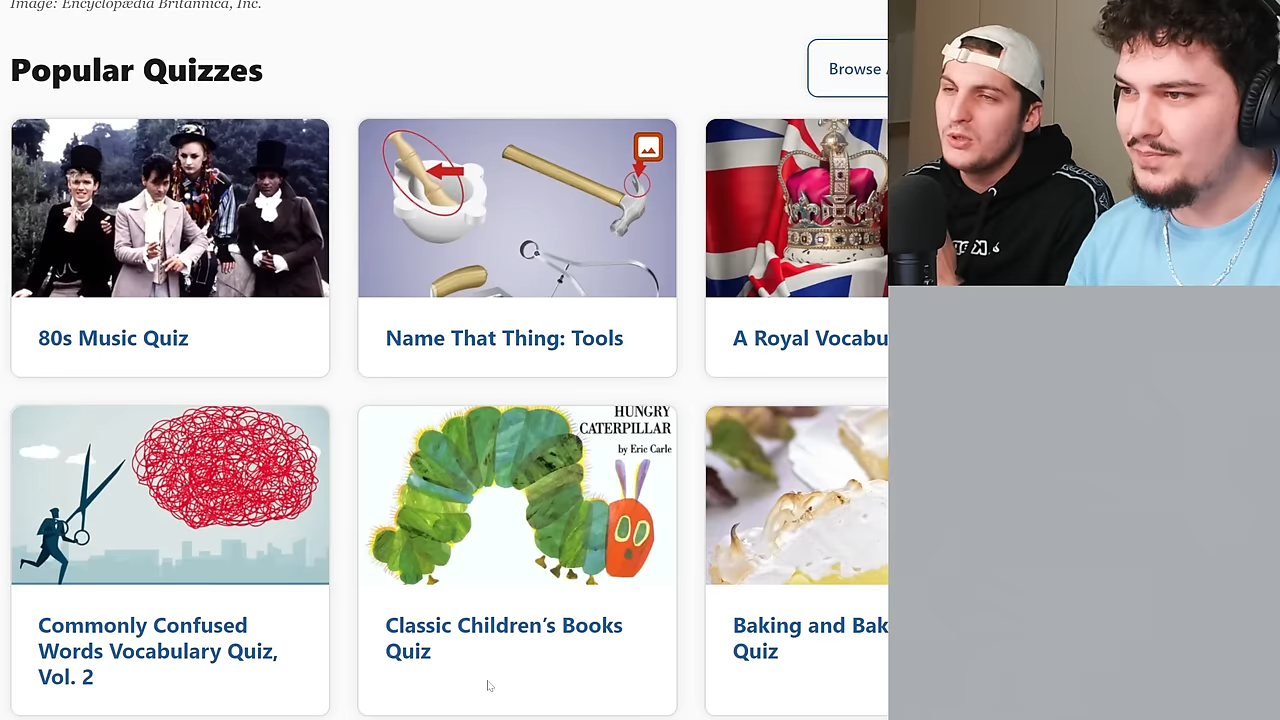 Image: Encyclopædia Britannica, Inc.
Popular Quizzes
Browse
80s Music Quiz
Name That Thing: Tools
A Royal Vocabu
HUNGRY
CATERPILLAR
by Eric Carle
Commonly Confused
Words Vocabulary Quiz,
Vol. 2
Classic Children’s Books
Quiz
Baking and Bak
Quiz